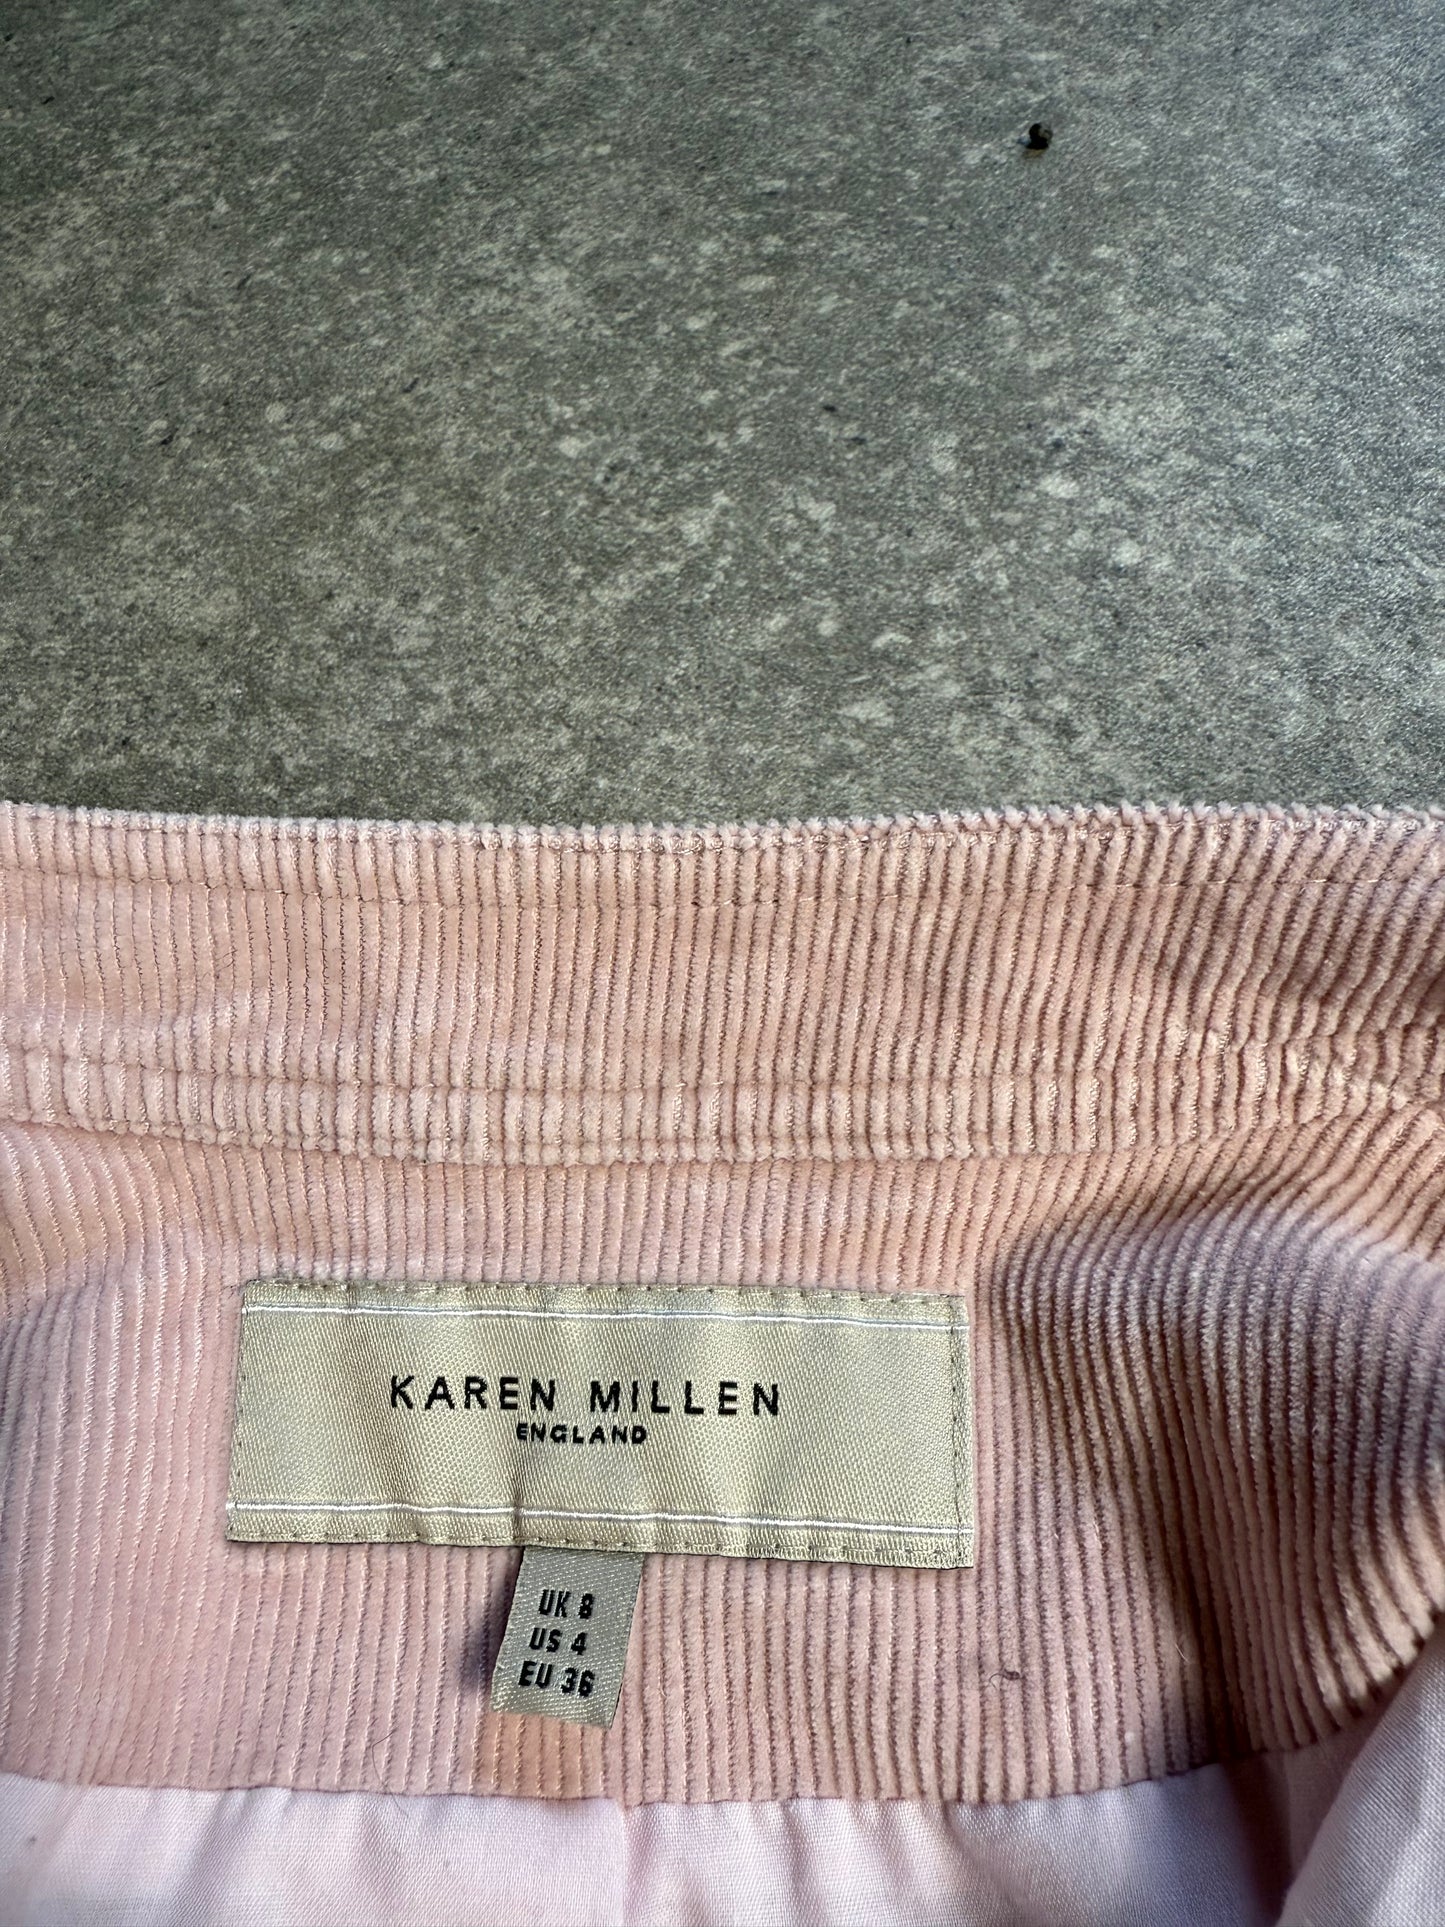 KAREN MILLEN
ENGLAND
UK 8
US 4
EU 36